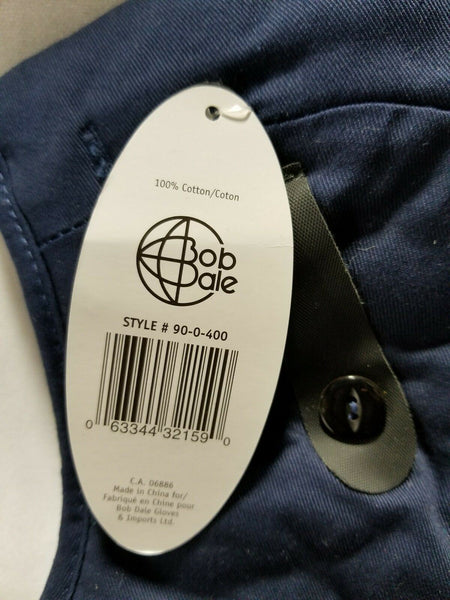 100% Cotton/Coton
Bob
Dale
STYLE # 90-0-400
0 63344 32159 0
C.A. 06886
Made in China for/
Fabriqué en Chine pour
Bob Dale Gloves
& Imports Ltd.